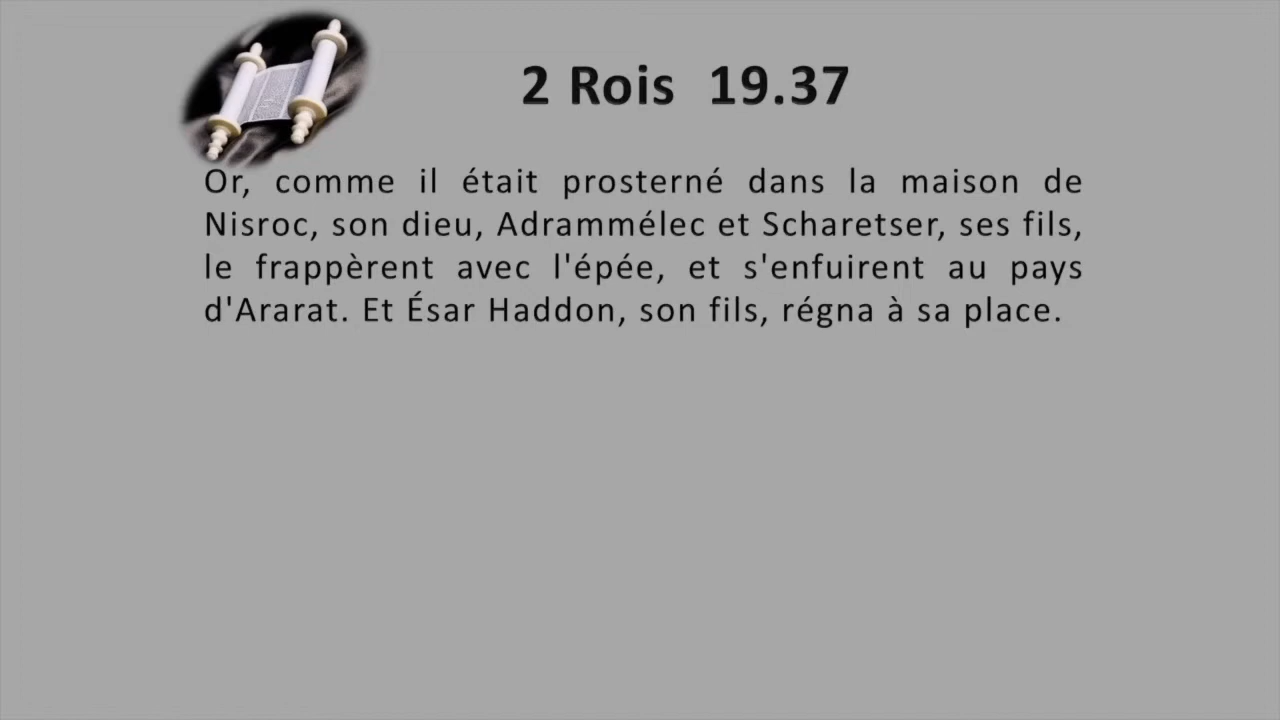 2 Rois 19.37
Or, comme il était prosterné dans la maison de
Nisroc, son dieu, Adrammélec et Scharetser, ses fils,
le frappèrent avec l'épée, et s'enfuirent au pays
d'Ararat. Et Ésar Haddon, son fils, régna à sa place.